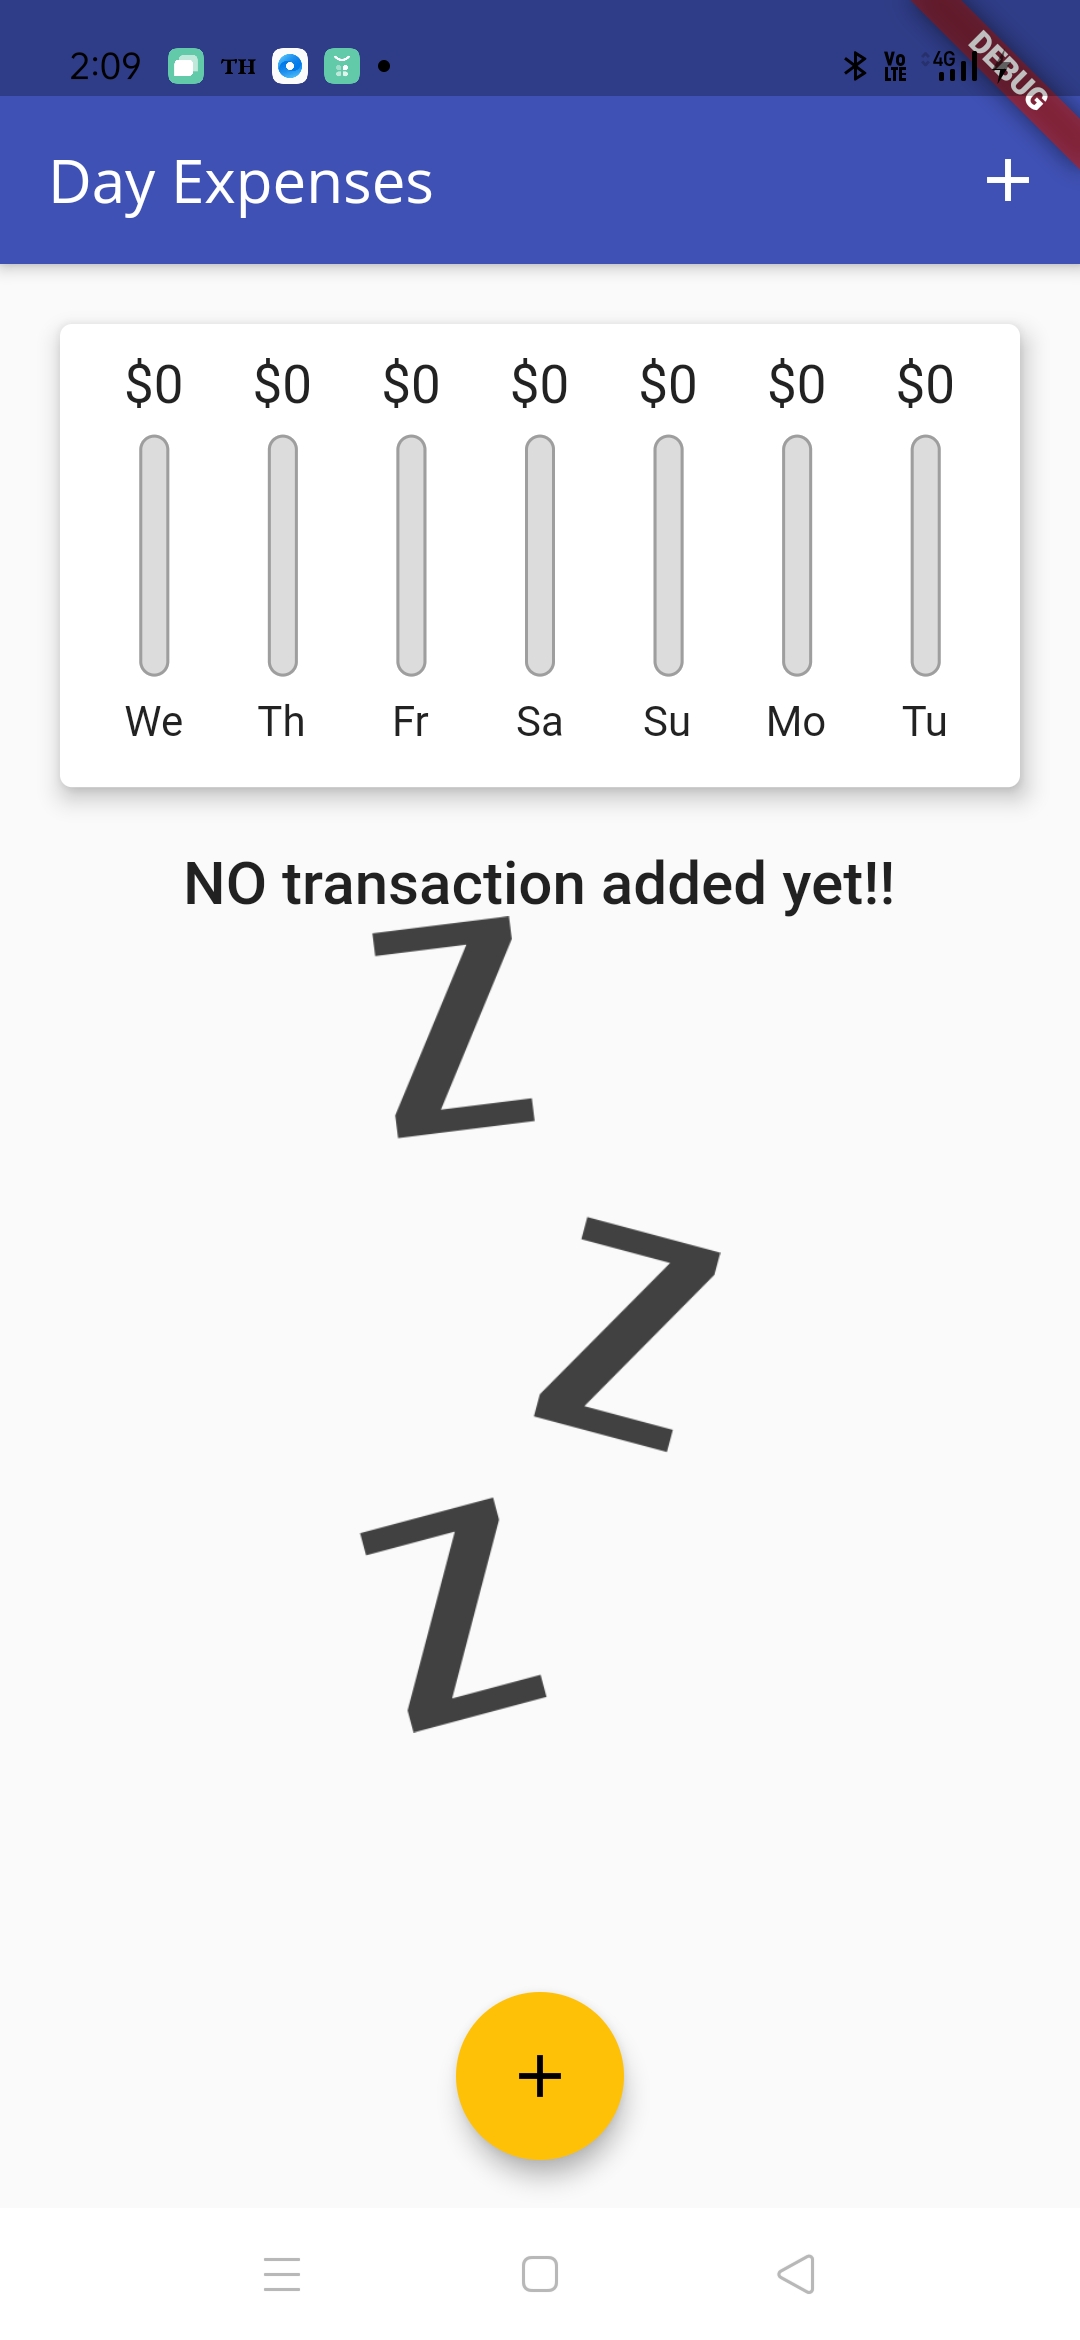 2:09 TH Vo LTE 4G DEBUG
Day Expenses
$0 $0 $0 $0 $0 $0 $0
We Th Fr Sa Su Mo Tu
NO transaction added yet!!
Z
Z
Z